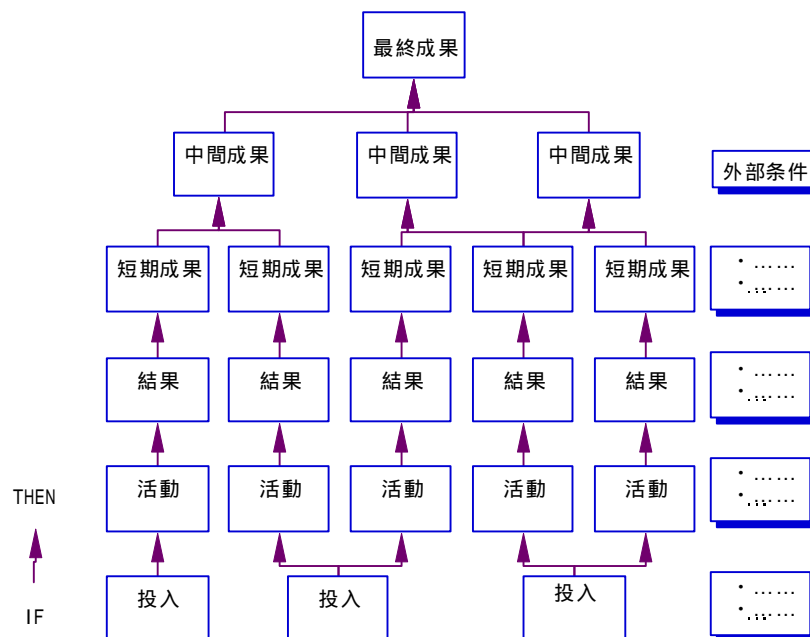 最終成果
中間成果 中間成果 中間成果
外部条件
短期成果 短期成果 短期成果 短期成果 短期成果
・……
・……
結果 結果 結果 結果 結果
・……
・……
活動 活動 活動 活動 活動
・……
・……
THEN
投入 投入 投入
・……
・……
IF